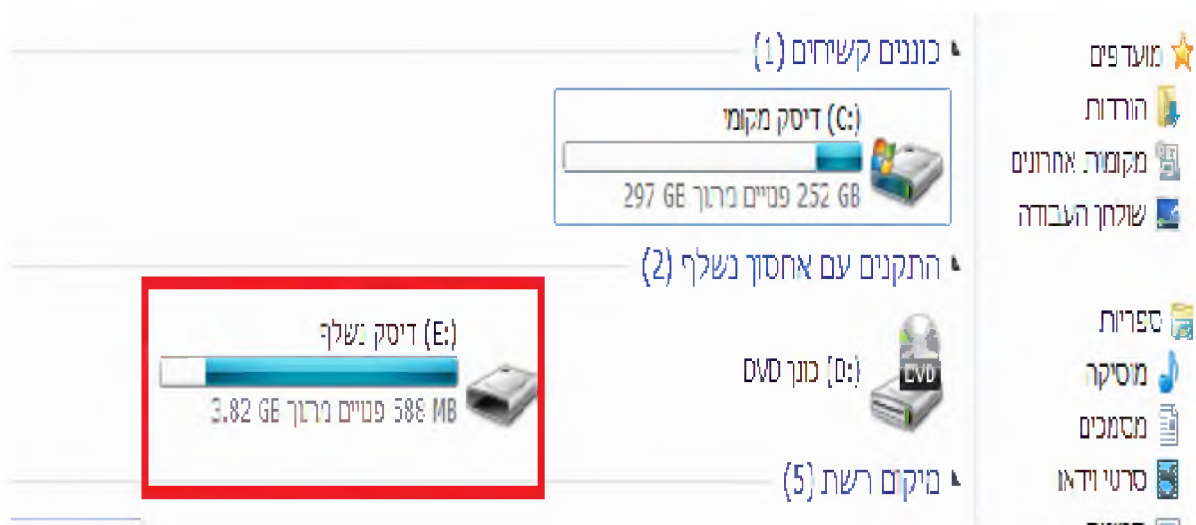 מועדפים
הורדות
מקומות אחרונים
שולחן העבודה
ספריות
מוסיקה
מסמכים
סרטי וידאו
כוננים קשיחים (1)
דיסק מקומי (C:)
252 GB פנויים מתוך 297 GB
התקנים עם אחסון נשלף (2)
כונן DVD (D:)
DVD
דיסק נשלף (E:)
588 MB פנויים מתוך 3.82 GB
מיקום רשת (5)